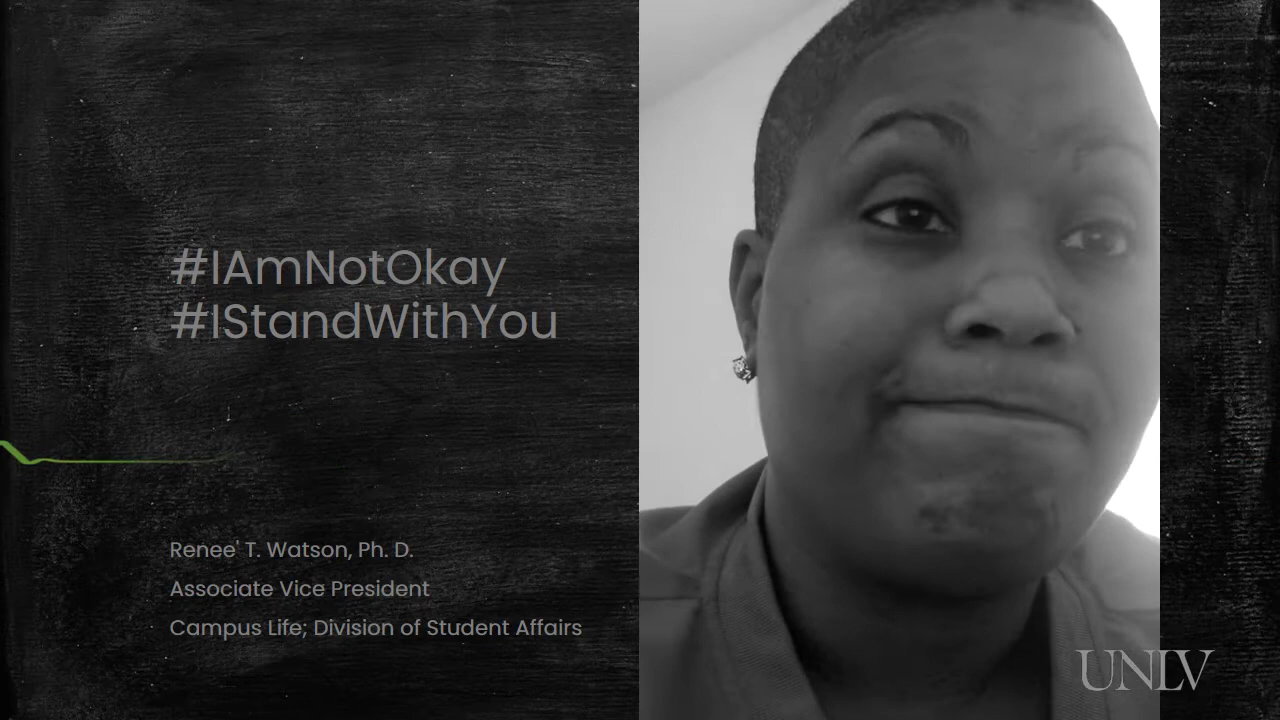 #IAmNotOkay
#IStandWithYou
Renee' T. Watson, Ph. D.
Associate Vice President
Campus Life; Division of Student Affairs
UNLV